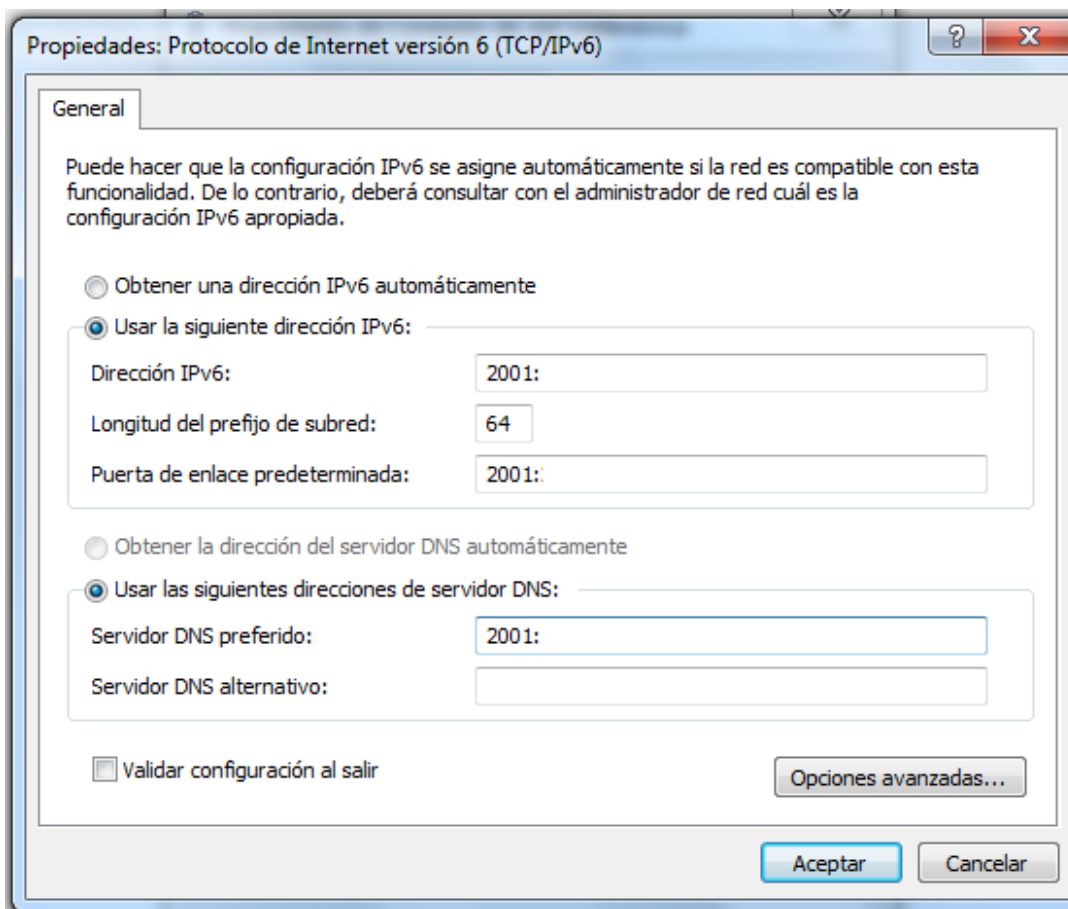 Propiedades: Protocolo de Internet versión 6 (TCP/IPv6)
General
Puede hacer que la configuración IPv6 se asigne automáticamente si la red es compatible con esta
funcionalidad. De lo contrario, deberá consultar con el administrador de red cuál es la
configuración IPv6 apropiada.
Obtener una dirección IPv6 automáticamente
Usar la siguiente dirección IPv6:
Dirección IPv6: 2001:
Longitud del prefijo de subred: 64
Puerta de enlace predeterminada: 2001:
Obtener la dirección del servidor DNS automáticamente
Usar las siguientes direcciones de servidor DNS:
Servidor DNS preferido: 2001:
Servidor DNS alternativo:
Validar configuración al salir
Opciones avanzadas...
Aceptar Cancelar